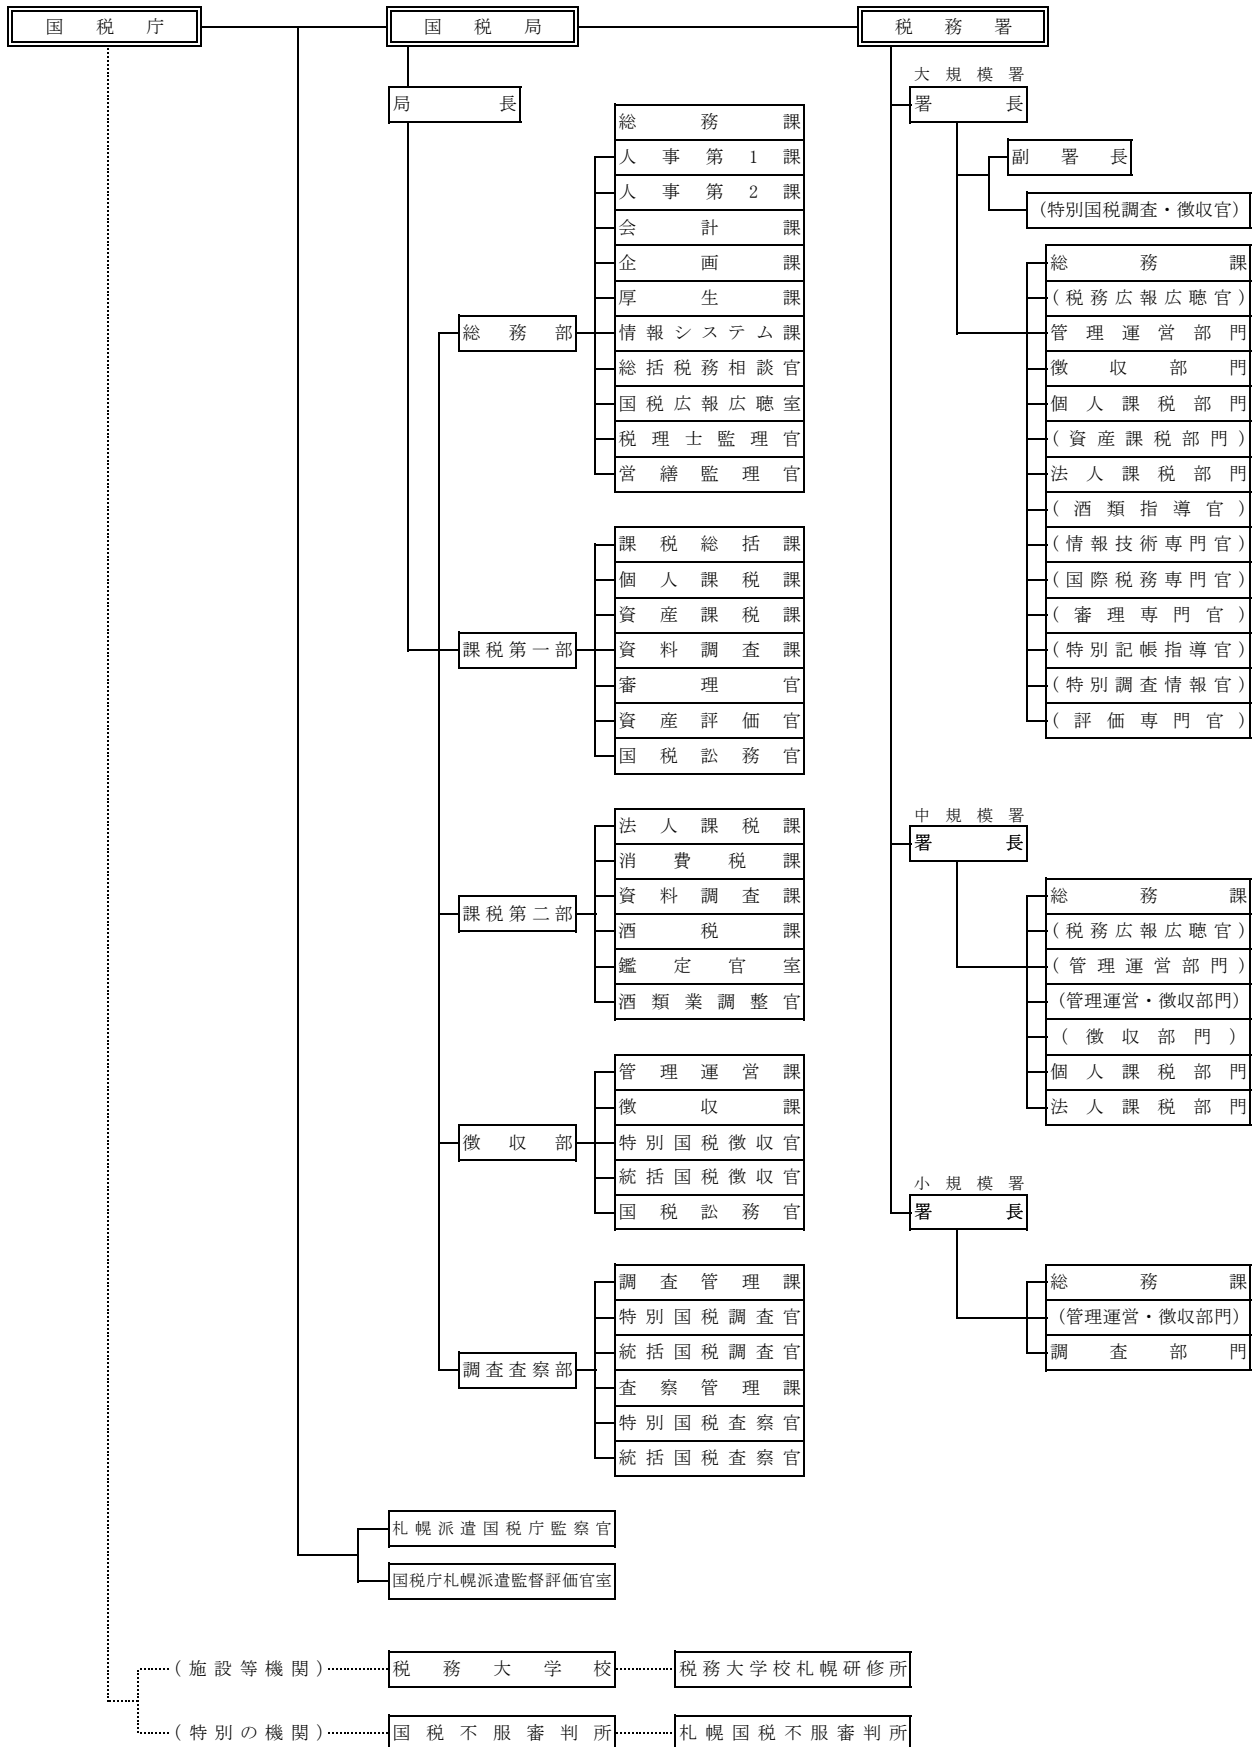 国税庁
国税局
税務署
局長
総務部
総務課
人事第1課
人事第2課
会計課
企画課
厚生課
情報システム課
総括税務相談官
国税広報広聴室
税理士監理官
営繕監理官
課税第一部
課税総括課
個人課税課
資産課税課
資料調査課
審理官
資産評価官
国税訟務官
課税第二部
法人課税課
消費税課
資料調査課
酒税課
鑑定官室
酒類業調整官
徴収部
管理運営課
徴収課
特別国税徴収官
統括国税徴収官
国税訟務官
調査査察部
調査管理課
特別国税調査官
統括国税調査官
査察管理課
特別国税査察官
統括国税査察官
大規模署
署長
副署長
(特別国税調査・徴収官)
総務課
(税務広報広聴官)
管理運営部門
徴収部門
個人課税部門
(資産課税部門)
法人課税部門
(酒類指導官)
(情報技術専門官)
(国際税務専門官)
(審理専門官)
(特別記帳指導官)
(特別調査情報官)
(評価専門官)
中規模署
署長
総務課
(税務広報広聴官)
(管理運営部門)
(管理運営・徴収部門)
(徴収部門)
個人課税部門
法人課税部門
小規模署
署長
総務課
(管理運営・徴収部門)
調査部門
札幌派遣国税庁監察官
国税庁札幌派遣監督評価官室
(施設等機関)
税務大学校
税務大学校札幌研修所
(特別の機関)
国税不服審判所
札幌国税不服審判所